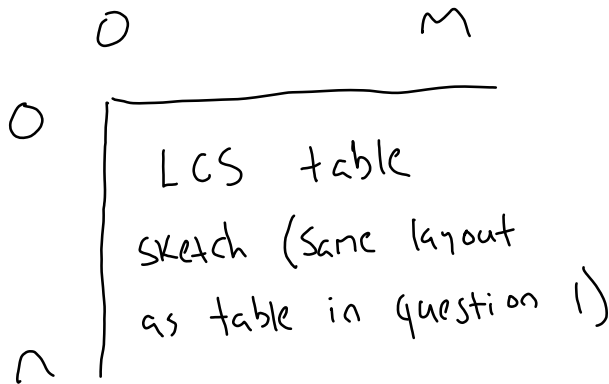 0 M
0
LCS table
sketch (same layout
as table in question 1)
n